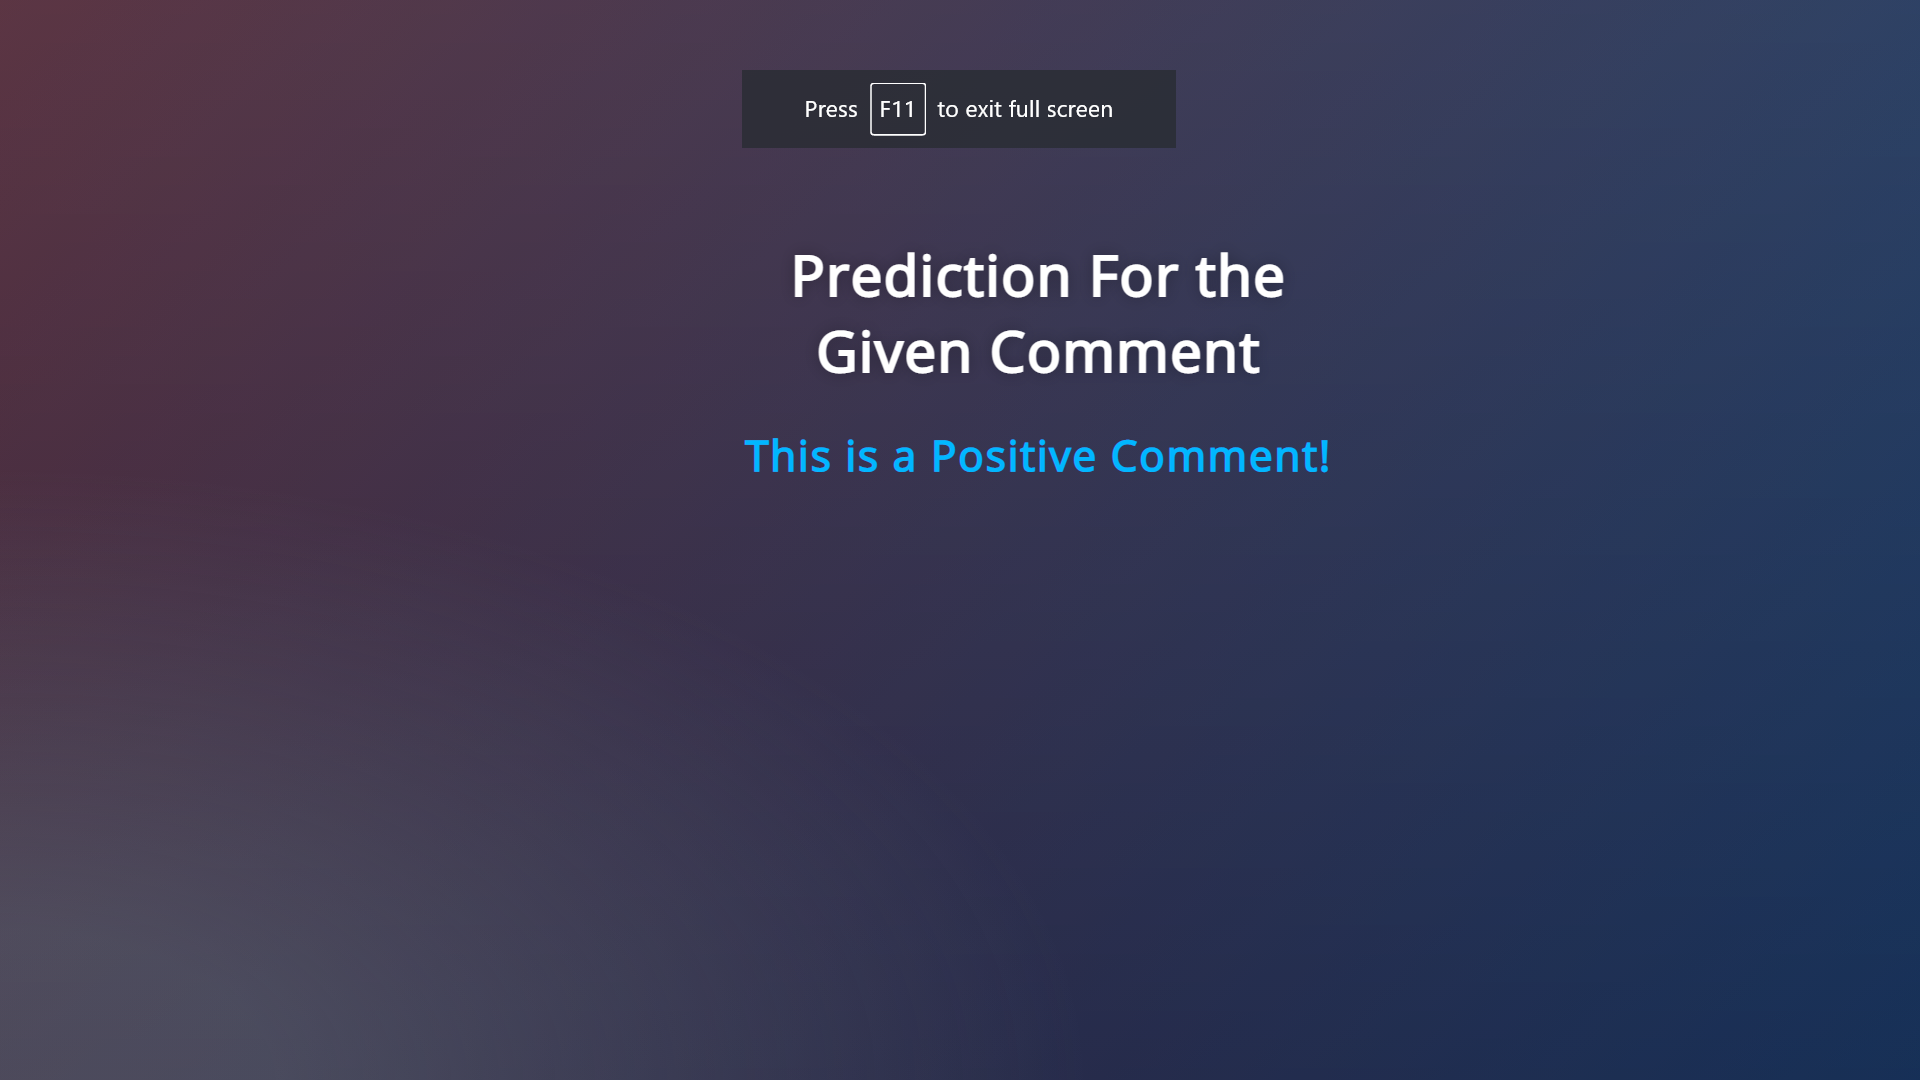 Press F11 to exit full screen
Prediction For the
Given Comment
This is a Positive Comment!